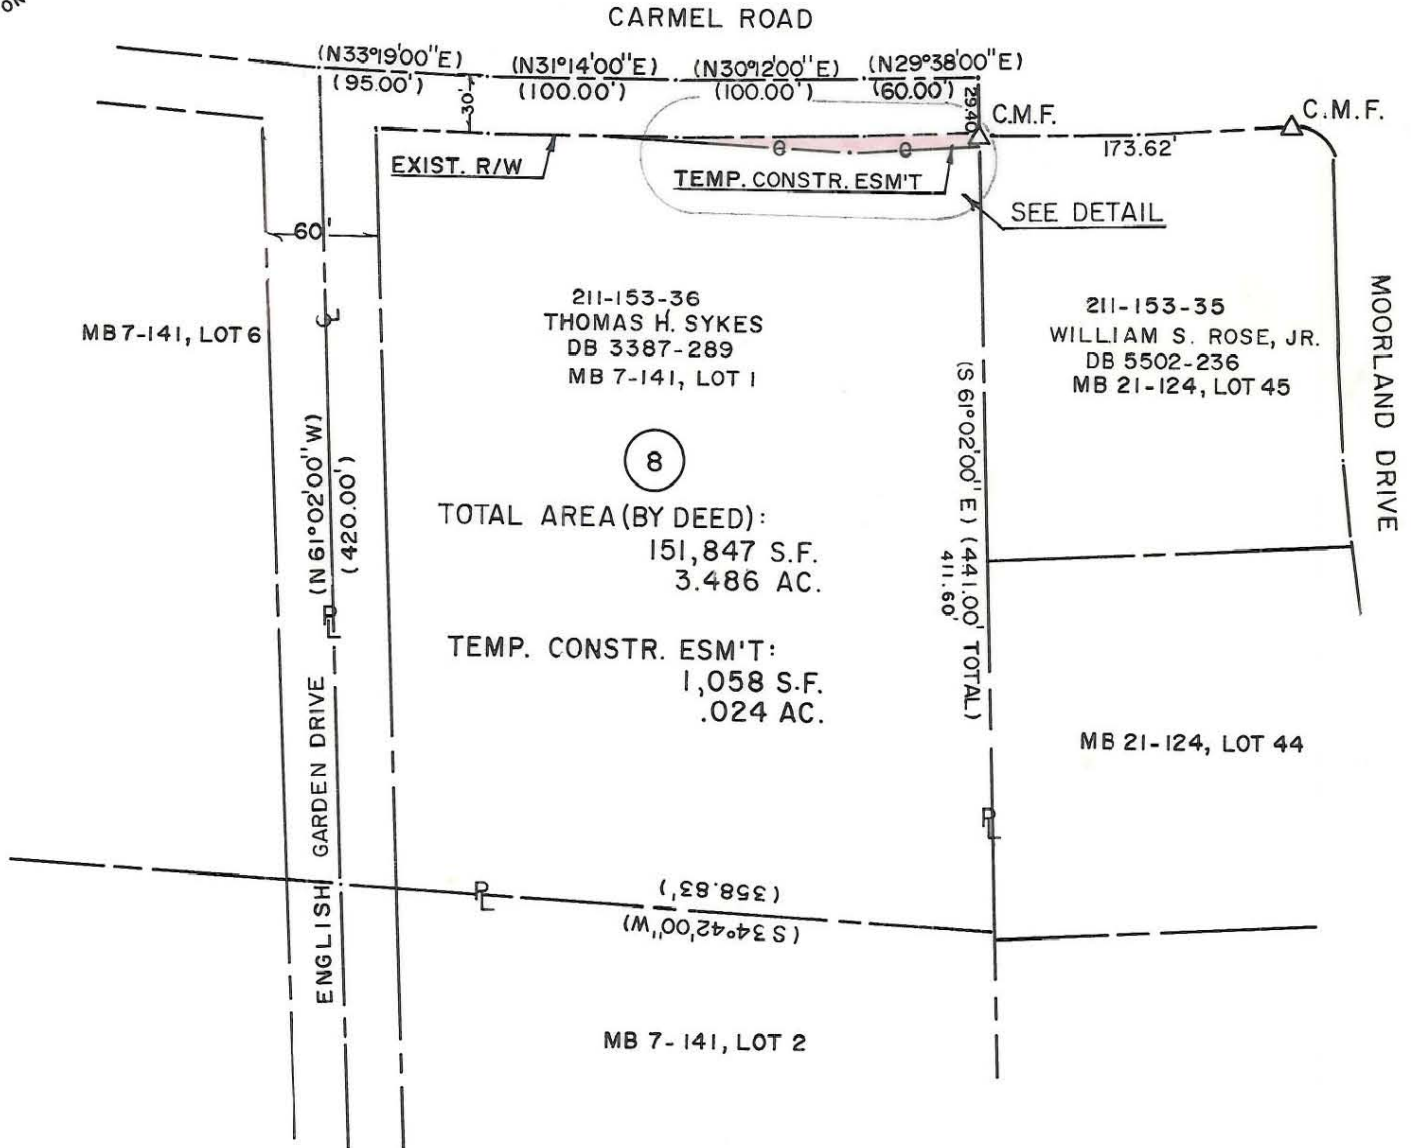 ON
CARMEL ROAD
(N33°19'00"E)
(95.00')
(N31°14'00"E)
(100.00')
(N30°12'00"E)
(100.00')
(N29°38'00"E)
(60.00')
30'
29.40
C.M.F.
C.M.F.
173.62'
EXIST. R/W
TEMP. CONSTR. ESM'T
SEE DETAIL
60'
MB 7-141, LOT 6
211-153-36
THOMAS H. SYKES
DB 3387-289
MB 7-141, LOT 1
211-153-35
WILLIAM S. ROSE, JR.
DB 5502-236
MB 21-124, LOT 45
MOORLAND DRIVE
CL
(N 61°02'00" W)
(420.00')
(S 61°02'00" E) (441.00' TOTAL)
411.60'
8
TOTAL AREA (BY DEED):
151,847 S.F.
3.486 AC.
TEMP. CONSTR. ESM'T:
1,058 S.F.
.024 AC.
PL
ENGLISH GARDEN DRIVE
MB 21-124, LOT 44
PL
PL
(358.83')
(S 34°42'00" W)
MB 7-141, LOT 2